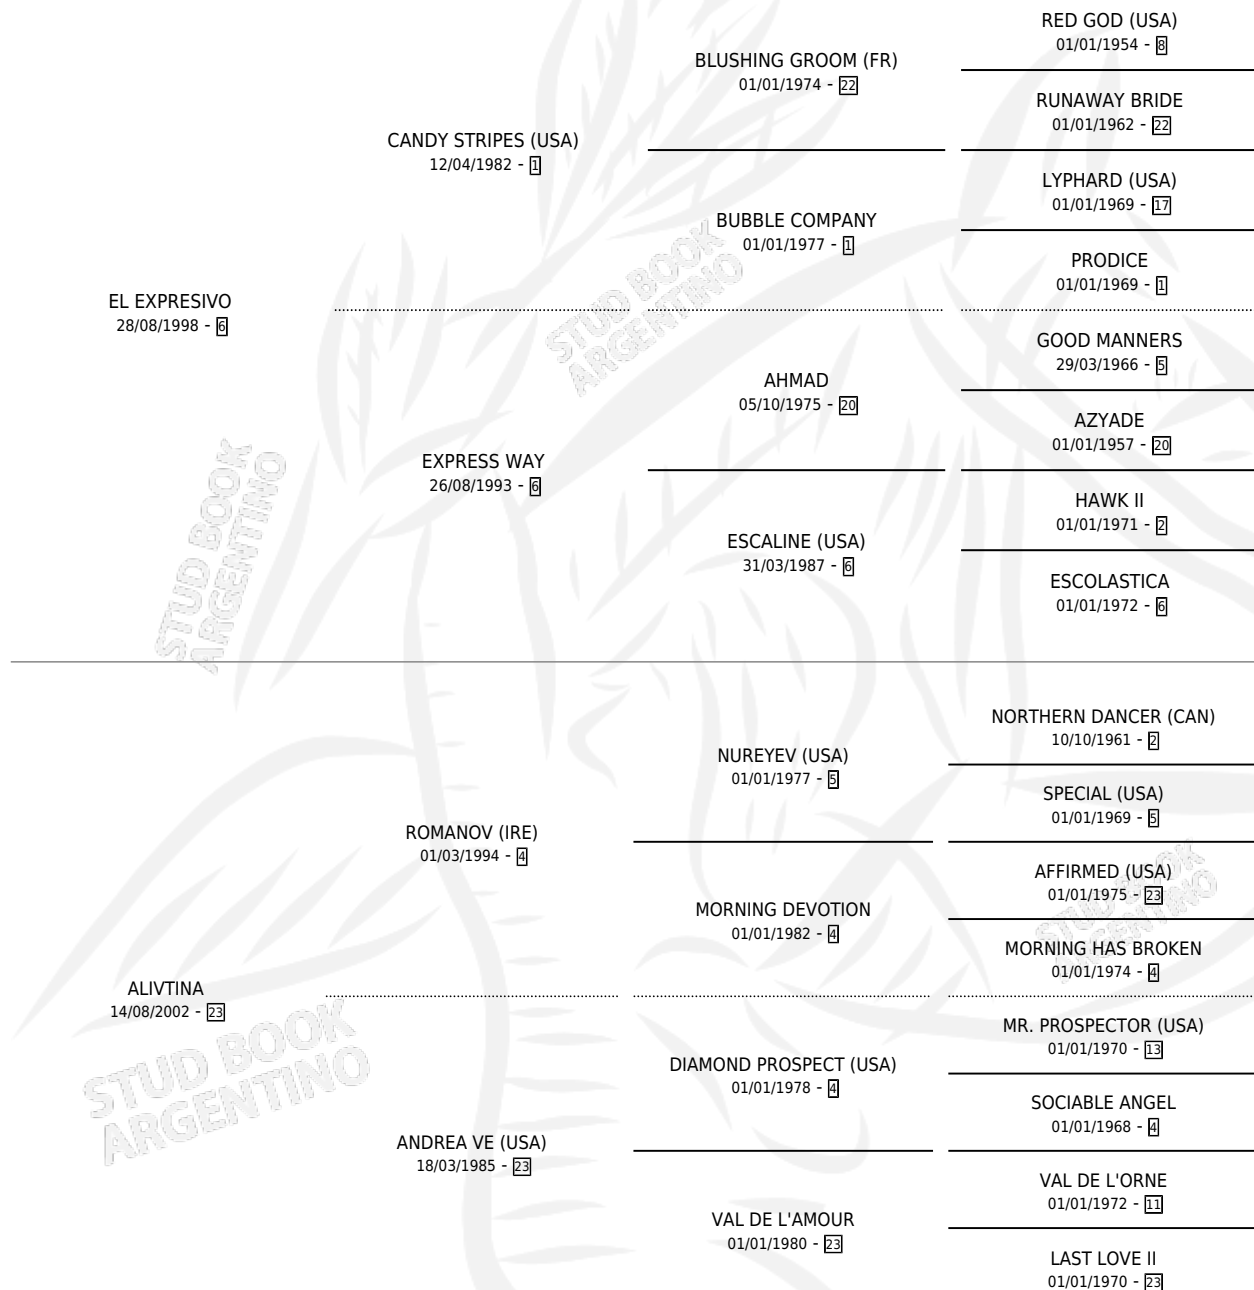 RED GOD (USA)
01/01/1954 - 8
BLUSHING GROOM (FR)
01/01/1974 - 22
RUNAWAY BRIDE
01/01/1962 - 22
CANDY STRIPES (USA)
12/04/1982 - 1
LYPHARD (USA)
01/01/1969 - 17
BUBBLE COMPANY
01/01/1977 - 1
PRODICE
01/01/1969 - 1
EL EXPRESIVO
28/08/1998 - 6
GOOD MANNERS
29/03/1966 - 5
AHMAD
05/10/1975 - 20
AZYADE
01/01/1957 - 20
EXPRESS WAY
26/08/1993 - 6
HAWK II
01/01/1971 - 2
ESCALINE (USA)
31/03/1987 - 6
ESCOLASTICA
01/01/1972 - 6
NORTHERN DANCER (CAN)
10/10/1961 - 2
NUREYEV (USA)
01/01/1977 - 5
SPECIAL (USA)
01/01/1969 - 5
ROMANOV (IRE)
01/03/1994 - 4
AFFIRMED (USA)
01/01/1975 - 23
MORNING DEVOTION
01/01/1982 - 4
MORNING HAS BROKEN
01/01/1974 - 4
ALIVTINA
14/08/2002 - 23
MR. PROSPECTOR (USA)
01/01/1970 - 13
DIAMOND PROSPECT (USA)
01/01/1978 - 4
SOCIABLE ANGEL
01/01/1968 - 4
ANDREA VE (USA)
18/03/1985 - 23
VAL DE L'ORNE
01/01/1972 - 11
VAL DE L'AMOUR
01/01/1980 - 23
LAST LOVE II
01/01/1970 - 23
STUD BOOK
ARGENTINO
STUD BOOK
ARGENTINO
STUD BOOK
ARGENTINO
STUD BOOK
ARGENTINO